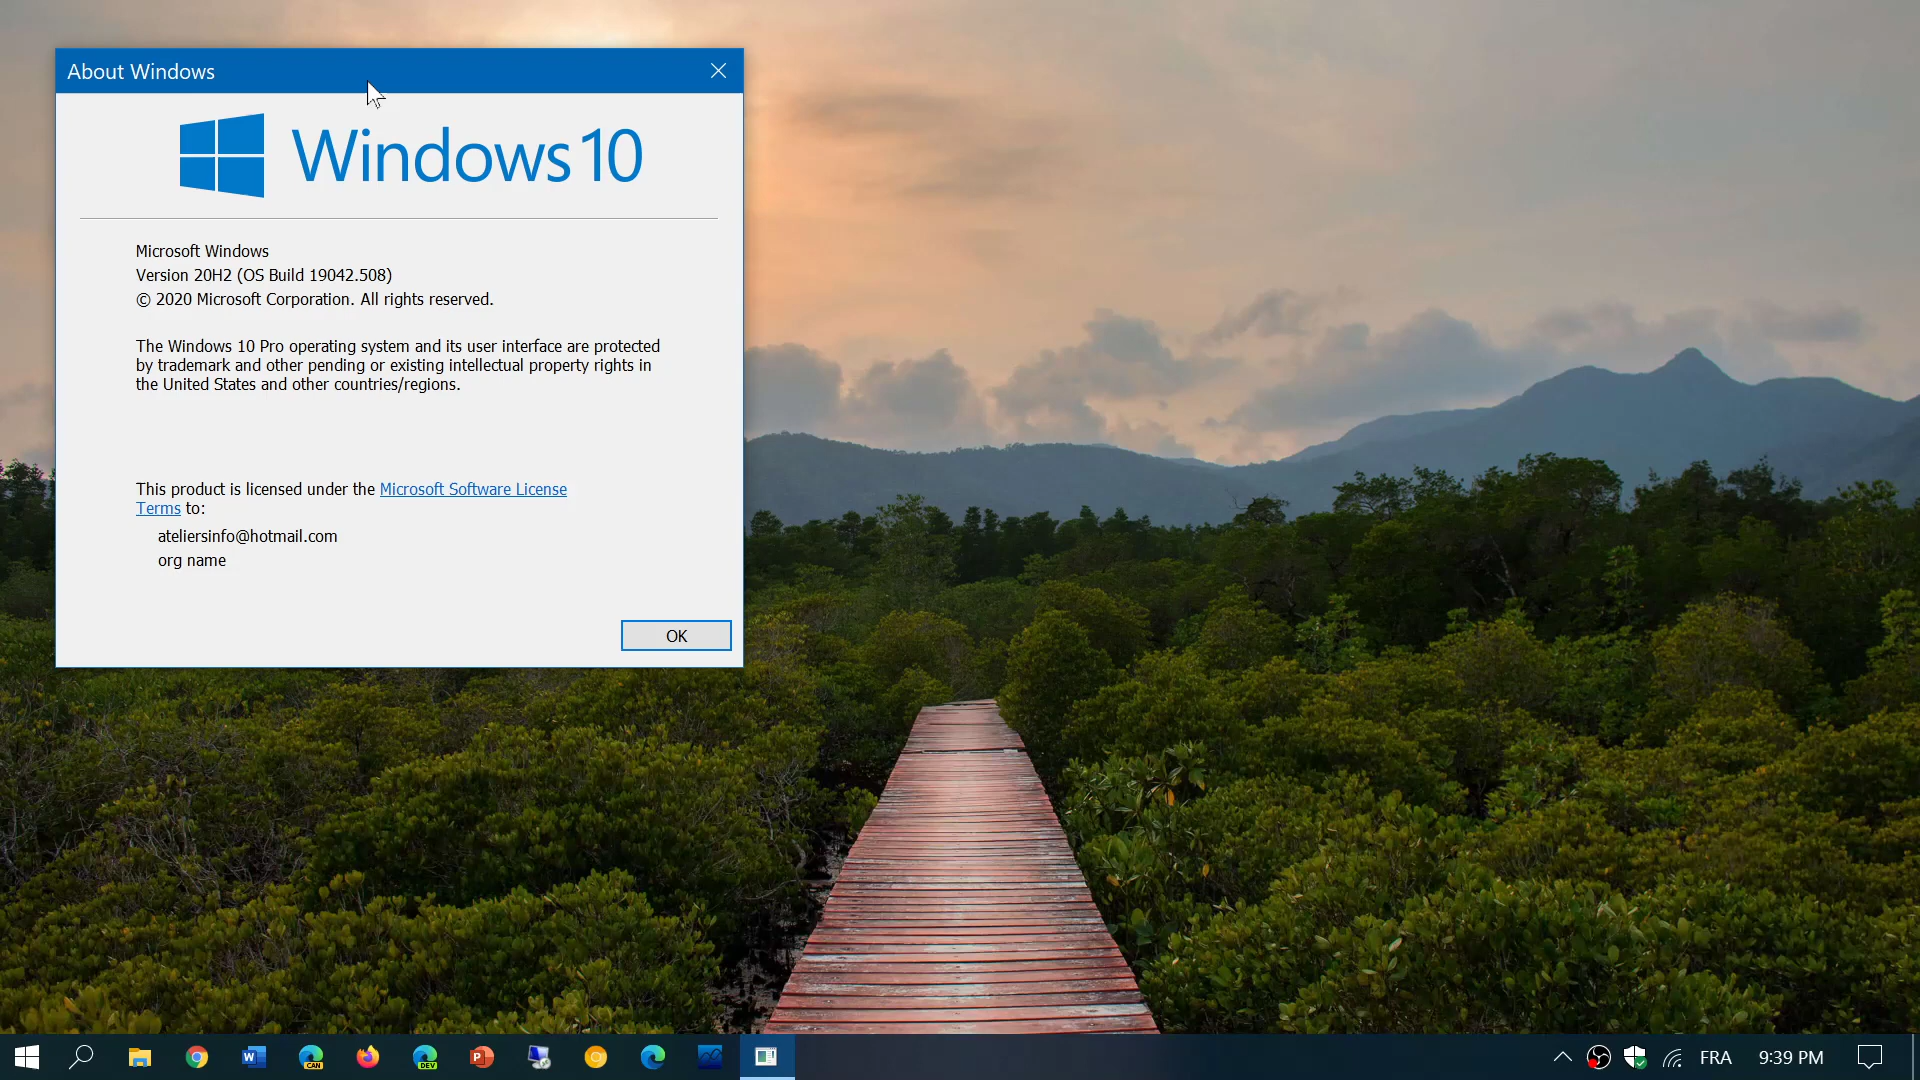 About Windows
Windows 10
Microsoft Windows
Version 20H2 (OS Build 19042.508)
© 2020 Microsoft Corporation. All rights reserved.
The Windows 10 Pro operating system and its user interface are protected
by trademark and other pending or existing intellectual property rights in
the United States and other countries/regions.
This product is licensed under the Microsoft Software License
Terms to:
ateliersinfo@hotmail.com
org name
OK
W
CAN
DEV
P
FRA
9:39 PM